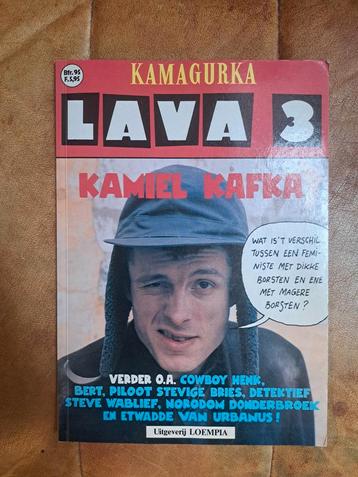 Bfr. 95
F. 5,95
KAMAGURKA
LAVA 3
KAMIEL KAFKA
WAT IS'T VERSCHIL
TUSSEN EEN FEMI-
NISTE MET DIKKE
BORSTEN EN ENE
MET MAGERE
BORSTEN?
VERDER O.A. COWBOY HENK,
BERT, PILOOT STEVIGE BRIES, DETEKTIEF
STEVE WABLIEF, NORODOM DONDERBROEK
EN ETWADDE VAN URBANUS!
Uitgeverij LOEMPIA